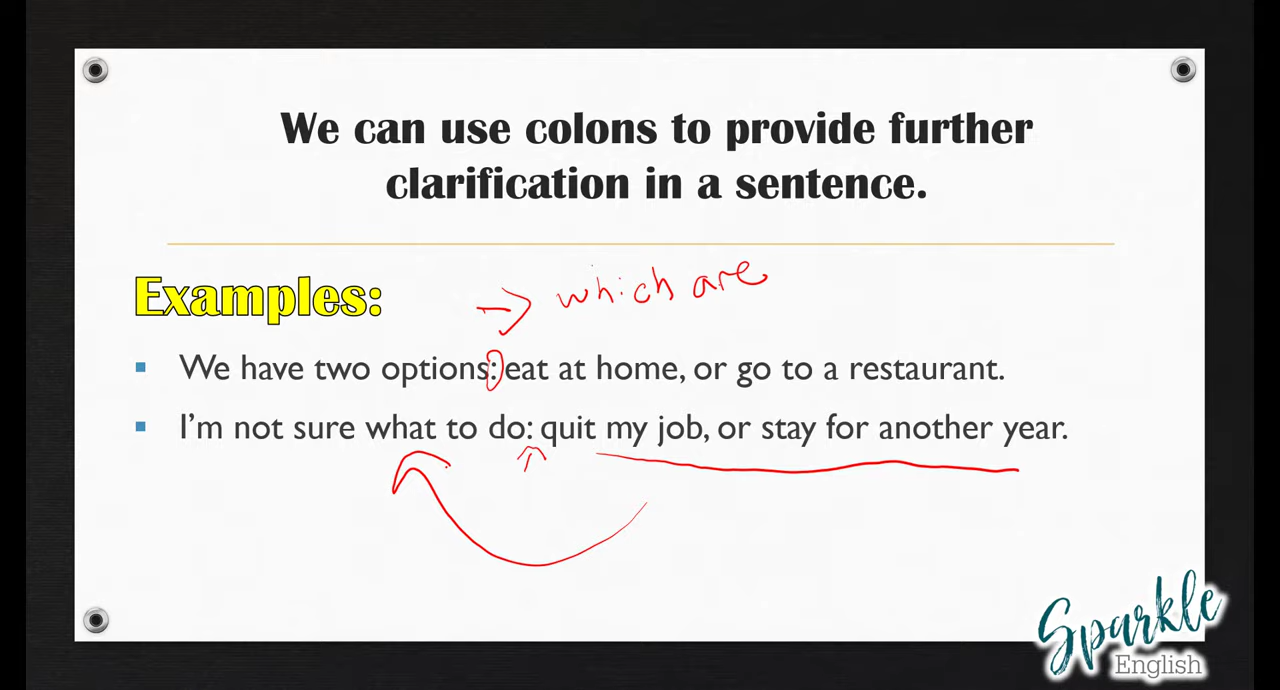 We can use colons to provide further
clarification in a sentence.
Examples:
which are
We have two options: eat at home, or go to a restaurant.
I'm not sure what to do: quit my job, or stay for another year.
Sparkle
English